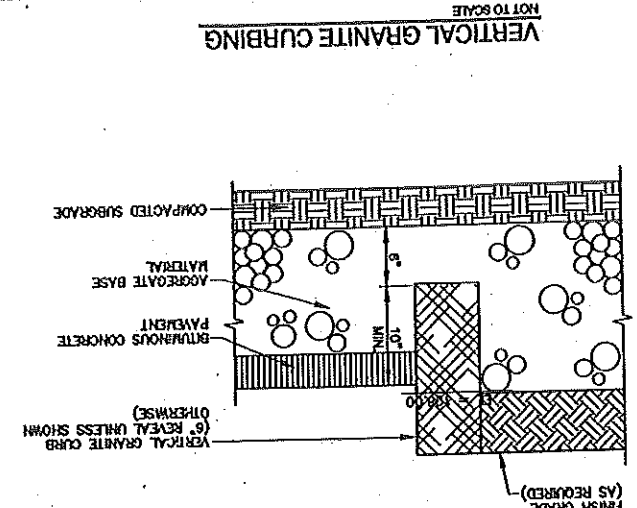 FINISH GRADE
(AS REQUIRED)
VERTICAL GRANITE CURB
(6" REVEAL UNLESS SHOWN
OTHERWISE)
BITUMINOUS CONCRETE
PAVEMENT
10"
MIN.
AGGREGATE BASE
MATERIAL
6"
COMPACTED SUBGRADE
VERTICAL GRANITE CURBING
NOT TO SCALE